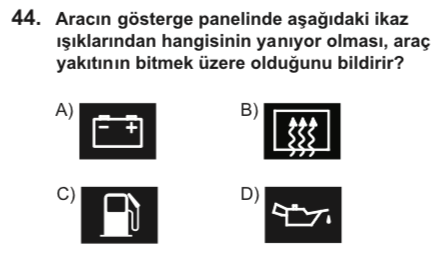 44. Aracın gösterge panelinde aşağıdaki ikaz
ışıklarından hangisinin yanıyor olması, araç
yakıtının bitmek üzere olduğunu bildirir?
A) B)
C) D)